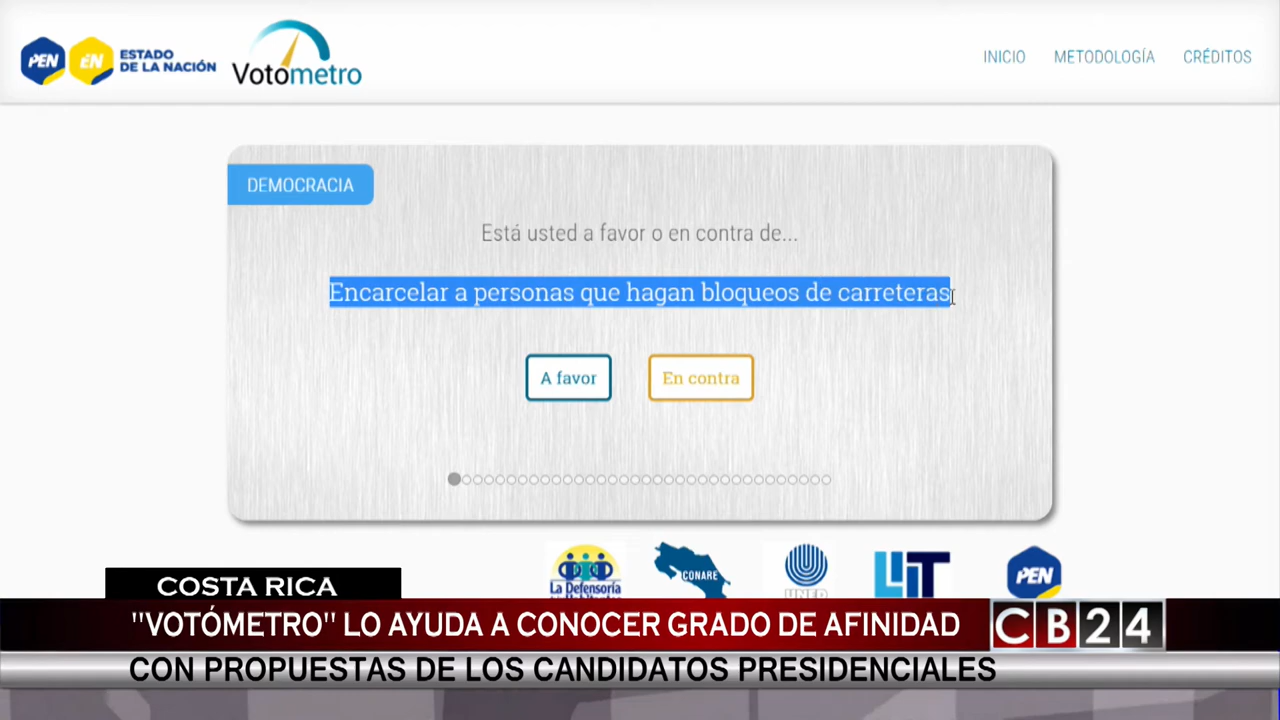 PEN EN ESTADO
DE LA NACIÓN
Votómetro
INICIO METODOLOGÍA CRÉDITOS
DEMOCRACIA
Está usted a favor o en contra de...
Encarcelar a personas que hagan bloqueos de carreteras
A favor En contra
La Defensoría
CONARE
UNED
PEN
COSTA RICA
"VOTÓMETRO" LO AYUDA A CONOCER GRADO DE AFINIDAD
CB24
CON PROPUESTAS DE LOS CANDIDATOS PRESIDENCIALES